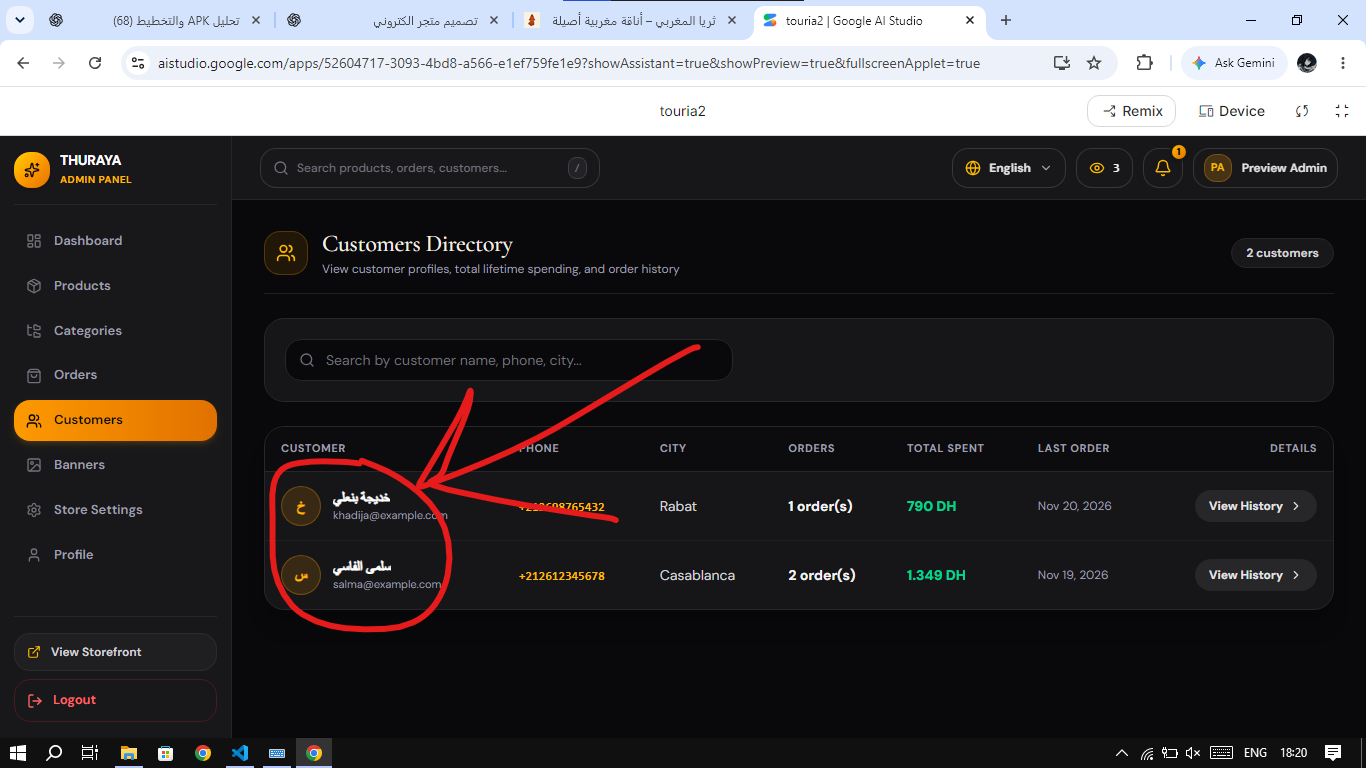 تحليل APK والتخطيط (68)
تصميم متجر الكتروني
ثريا المغربي – أناقة مغربية أصيلة
touria2 | Google AI Studio
aistudio.google.com/apps/52604717-3093-4bd8-a566-e1ef759fe1e9?showAssistant=true&showPreview=true&fullscreenApplet=true
Ask Gemini
touria2
Remix
Device
THURAYA
ADMIN PANEL
Search products, orders, customers...
/
English
3
1
PA
Preview Admin
Dashboard
Products
Categories
Orders
Customers
Banners
Store Settings
Profile
View Storefront
Logout
Customers Directory
View customer profiles, total lifetime spending, and order history
2 customers
Search by customer name, phone, city...
CUSTOMER PHONE CITY ORDERS TOTAL SPENT LAST ORDER DETAILS
خ
خديجة بنعلي
khadija@example.com
+212698765432 Rabat 1 order(s) 790 DH Nov 20, 2026 View History
س
سلمى الفاسي
salma@example.com
+212612345678 Casablanca 2 order(s) 1.349 DH Nov 19, 2026 View History
ENG 18:20